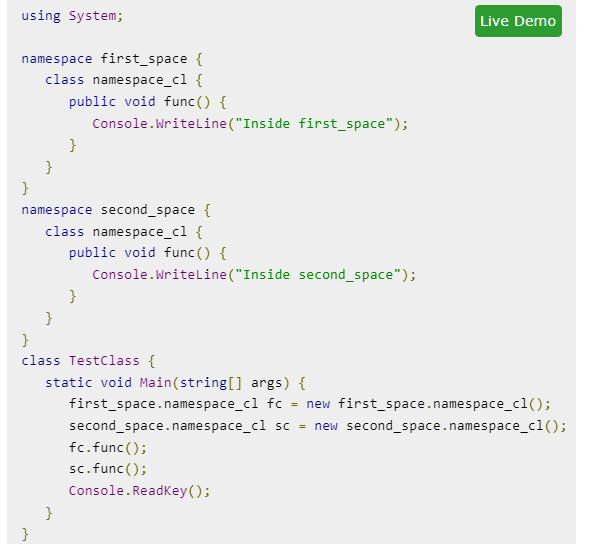 using System;
Live Demo
namespace first_space {
   class namespace_cl {
      public void func() {
         Console.WriteLine("Inside first_space");
      }
   }
}
namespace second_space {
   class namespace_cl {
      public void func() {
         Console.WriteLine("Inside second_space");
      }
   }
}
class TestClass {
   static void Main(string[] args) {
      first_space.namespace_cl fc = new first_space.namespace_cl();
      second_space.namespace_cl sc = new second_space.namespace_cl();
      fc.func();
      sc.func();
      Console.ReadKey();
   }
}